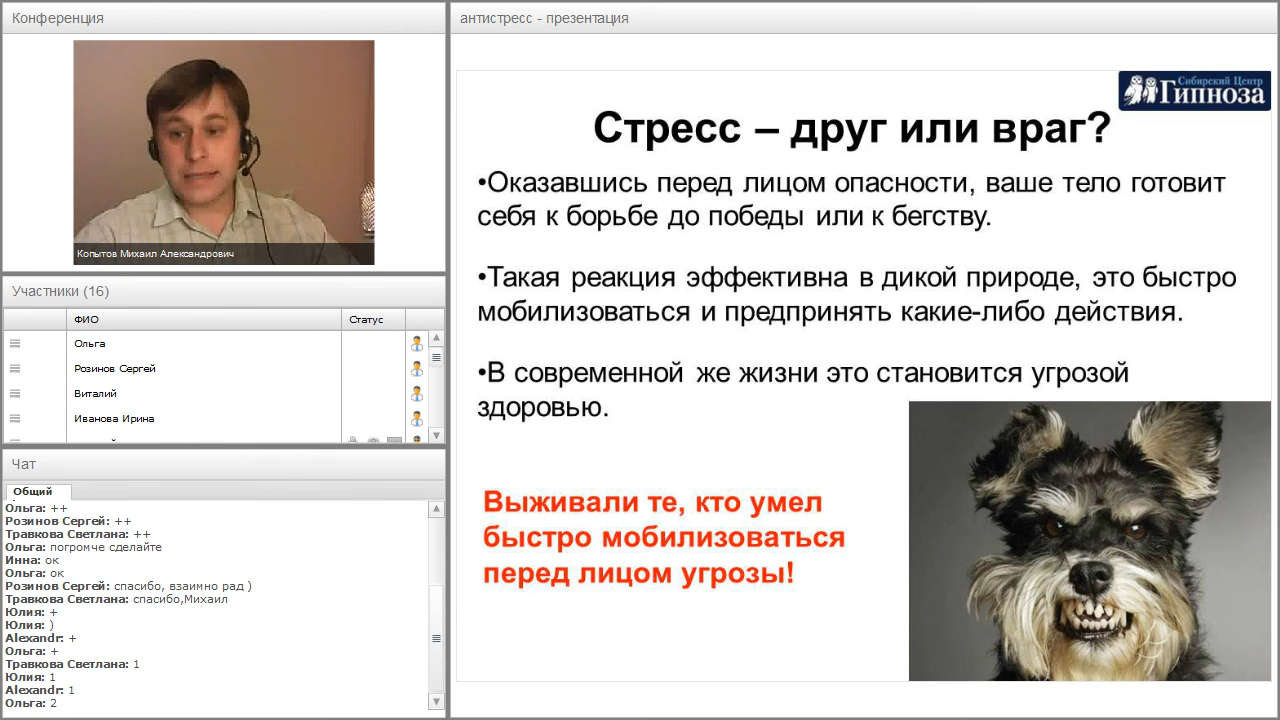 Конференция
Копытов Михаил Александрович
Участники (16)
ФИО
Статус
Ольга
Розинов Сергей
Виталий
Иванова Ирина
Чат
Общий
Ольга: ++
Розинов Сергей: ++
Травкова Светлана: ++
Ольга: погромче сделайте
Инна: ок
Ольга: ок
Розинов Сергей: спасибо, взаимно рад )
Травкова Светлана: спасибо,Михаил
Юлия: +
Юлия: )
Alexandr: +
Ольга: +
Травкова Светлана: 1
Юлия: 1
Alexandr: 1
Ольга: 2
антистресс - презентация
Сибирский Центр
Гипноза
Стресс – друг или враг?
•Оказавшись перед лицом опасности, ваше тело готовит
себя к борьбе до победы или к бегству.
•Такая реакция эффективна в дикой природе, это быстро
мобилизоваться и предпринять какие-либо действия.
•В современной же жизни это становится угрозой
здоровью.
Выживали те, кто умел
быстро мобилизоваться
перед лицом угрозы!